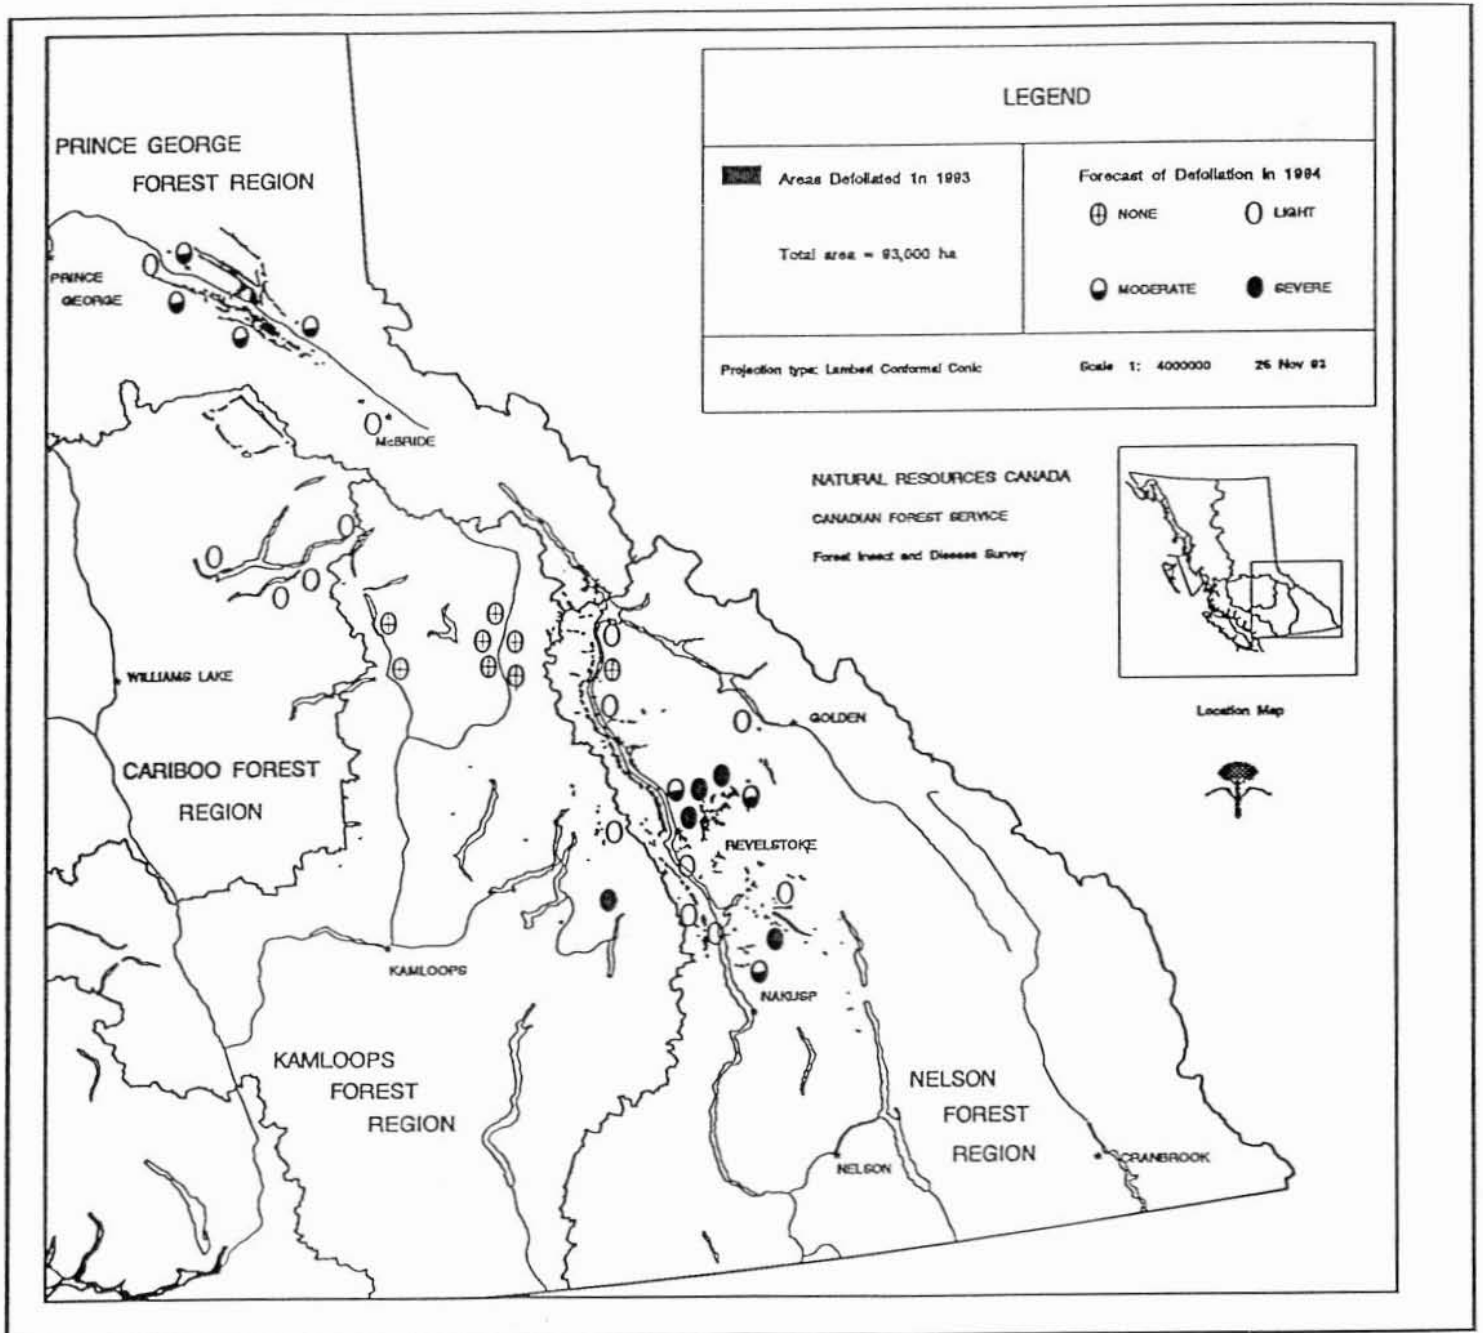 LEGEND
Areas Defoliated in 1993
Total area = 93,000 ha
Forecast of Defoliation in 1994
NONE
LIGHT
MODERATE
SEVERE
Projection type: Lambert Conformal Conic
Scale 1: 4000000
26 Nov 93
PRINCE GEORGE
FOREST REGION
PRINCE
GEORGE
McBRIDE
NATURAL RESOURCES CANADA
CANADIAN FOREST SERVICE
Forest Insect and Disease Survey
Location Map
WILLIAMS LAKE
GOLDEN
CARIBOO FOREST
REGION
REVELSTOKE
KAMLOOPS
NAKUSP
KAMLOOPS
FOREST
REGION
NELSON
FOREST
REGION
NELSON
CRANBROOK